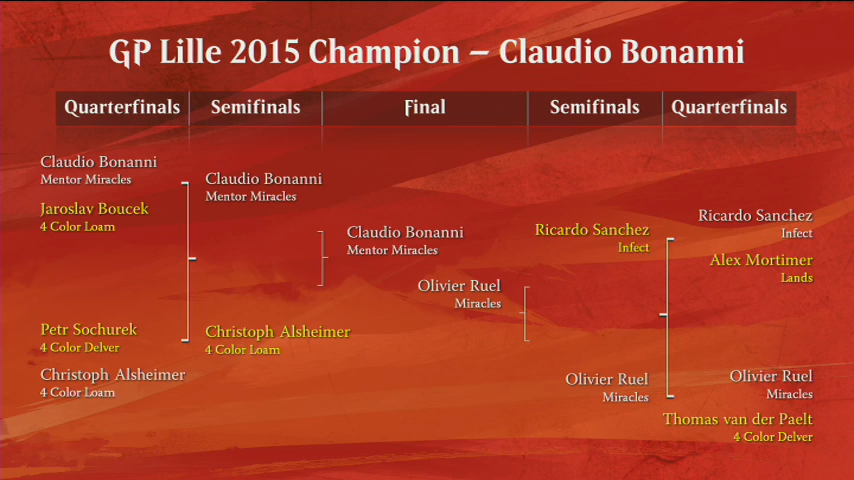 GP Lille 2015 Champion – Claudio Bonanni
Quarterfinals
Semifinals
Final
Semifinals
Quarterfinals
Claudio Bonanni
Mentor Miracles
Jaroslav Boucek
4 Color Loam
Petr Sochurek
4 Color Delver
Christoph Alsheimer
4 Color Loam
Claudio Bonanni
Mentor Miracles
Christoph Alsheimer
4 Color Loam
Claudio Bonanni
Mentor Miracles
Olivier Ruel
Miracles
Ricardo Sanchez
Infect
Olivier Ruel
Miracles
Ricardo Sanchez
Infect
Alex Mortimer
Lands
Olivier Ruel
Miracles
Thomas van der Paelt
4 Color Delver